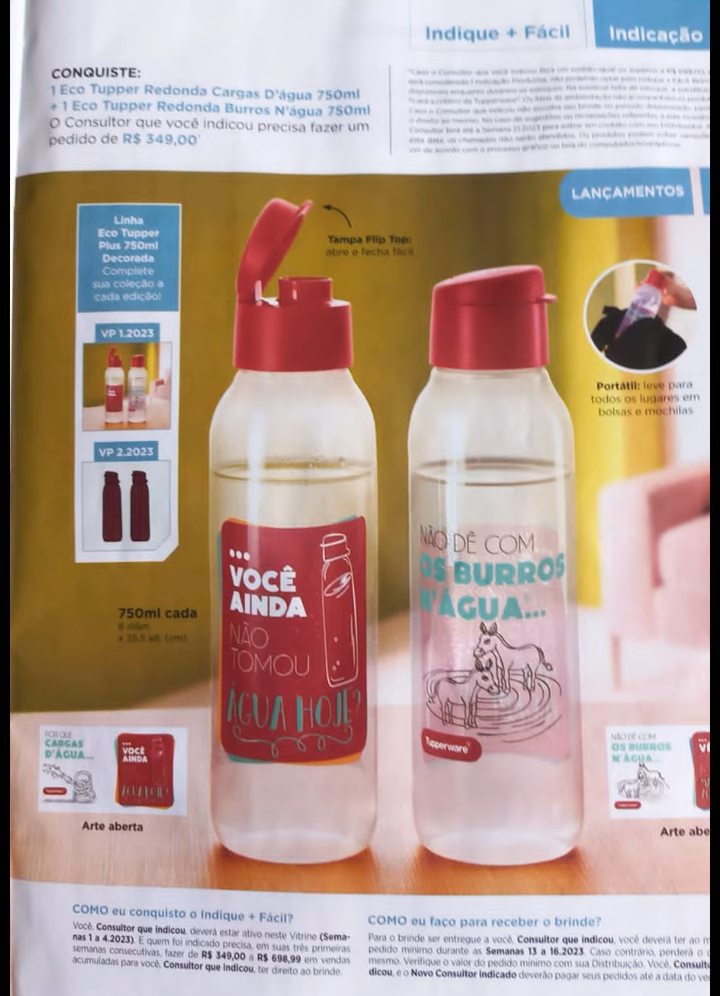 Indique + Fácil
Indicação
CONQUISTE:
1 Eco Tupper Redonda Cargas D'água 750ml
+ 1 Eco Tupper Redonda Burros N'água 750ml
O Consultor que você indicou precisa fazer um
pedido de R$ 349,00
LANÇAMENTOS
Linha
Eco Tupper
Plus 750ml
Decorada
Complete
sua coleção a
cada edição!
VP 1.2023
VP 2.2023
Tampa Flip Top:
abre e fecha fácil
Portátil: leve para
todos os lugares em
bolsas e mochilas
...
VOCÊ
AINDA
NÃO
TOMOU
ÁGUA HOJE?
NÃO DÊ COM
OS BURROS
N'ÁGUA...
Tupperware
750ml cada
POR QUE
CARGAS
D'ÁGUA...
...
VOCÊ
AINDA
ÁGUA HOJE?
Arte aberta
NÃO DÊ COM
OS BURROS
N'ÁGUA...
Arte abe
COMO eu conquisto o Indique + Fácil?
Você, Consultor que indicou, deverá estar ativo neste Vitrine (Sema-
nas 1 a 4.2023). E quem foi indicado precisa, em suas três primeiras
semanas consecutivas, fazer de R$ 349,00 a R$ 698,99 em vendas
acumuladas para você, Consultor que indicou, ter direito ao brinde.
COMO eu faço para receber o brinde?
Para o brinde ser entregue a você, Consultor que indicou, você deverá ter ao m
pedido mínimo durante as Semanas 13 a 16.2023. Caso contrário, perderá o
mesmo. Verifique o valor do pedido mínimo com sua Distribuição. Você, Consult
dicou, e o Novo Consultor indicado deverão pagar seus pedidos até a data do ve